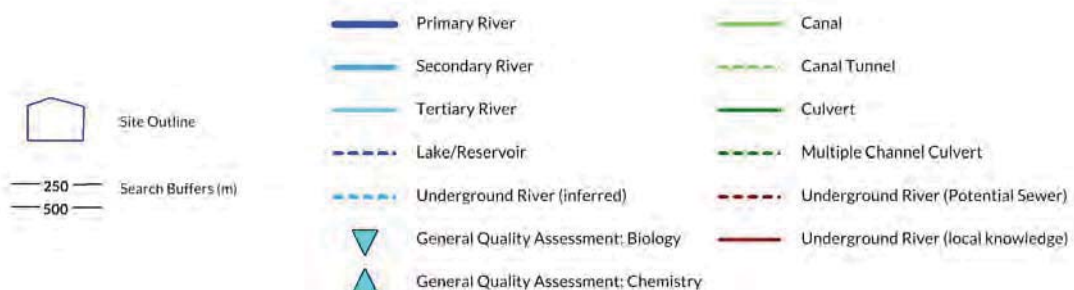 Site Outline
250
500
Search Buffers (m)
Primary River
Secondary River
Tertiary River
Lake/Reservoir
Underground River (inferred)
General Quality Assessment: Biology
General Quality Assessment: Chemistry
Canal
Canal Tunnel
Culvert
Multiple Channel Culvert
Underground River (Potential Sewer)
Underground River (local knowledge)